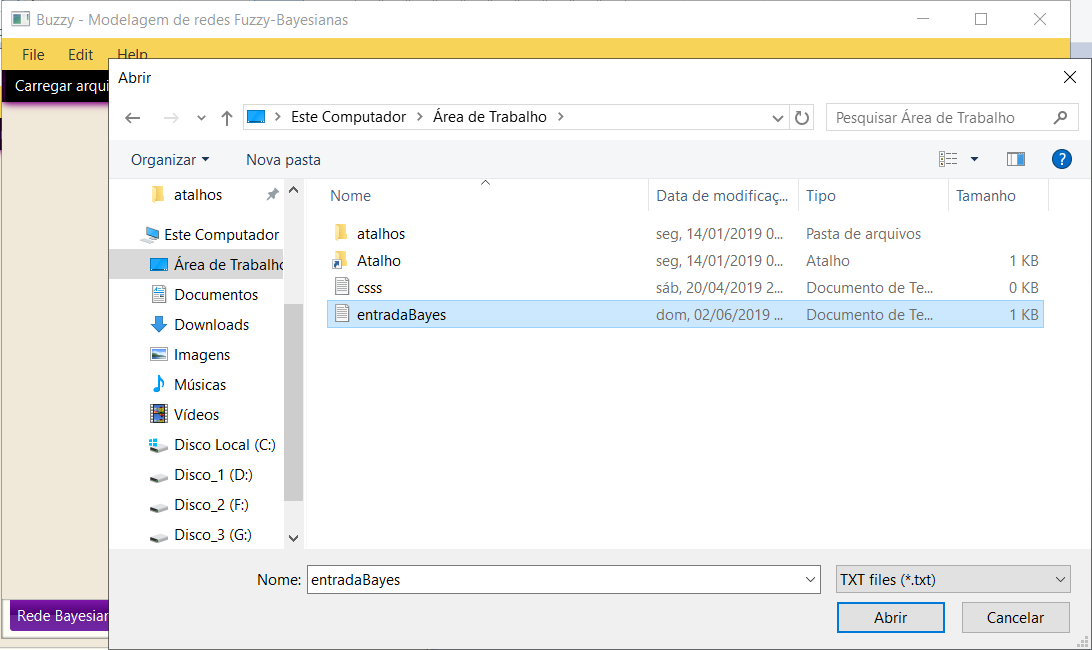 Buzzy - Modelagem de redes Fuzzy-Bayesianas
File Edit Help
Carregar arqui
Abrir
Este Computador > Área de Trabalho >
Pesquisar Área de Trabalho
Organizar Nova pasta
?
Nome Data de modificaç... Tipo Tamanho
atalhos
Este Computador
Área de Trabalho
Documentos
Downloads
Imagens
Músicas
Vídeos
Disco Local (C:)
Disco_1 (D:)
Disco_2 (F:)
Disco_3 (G:)
atalhos seg, 14/01/2019 0... Pasta de arquivos
Atalho seg, 14/01/2019 0... Atalho 1 KB
csss sáb, 20/04/2019 2... Documento de Te... 0 KB
entradaBayes dom, 02/06/2019 ... Documento de Te... 1 KB
Nome: entradaBayes TXT files (*.txt)
Abrir Cancelar
Rede Bayesian